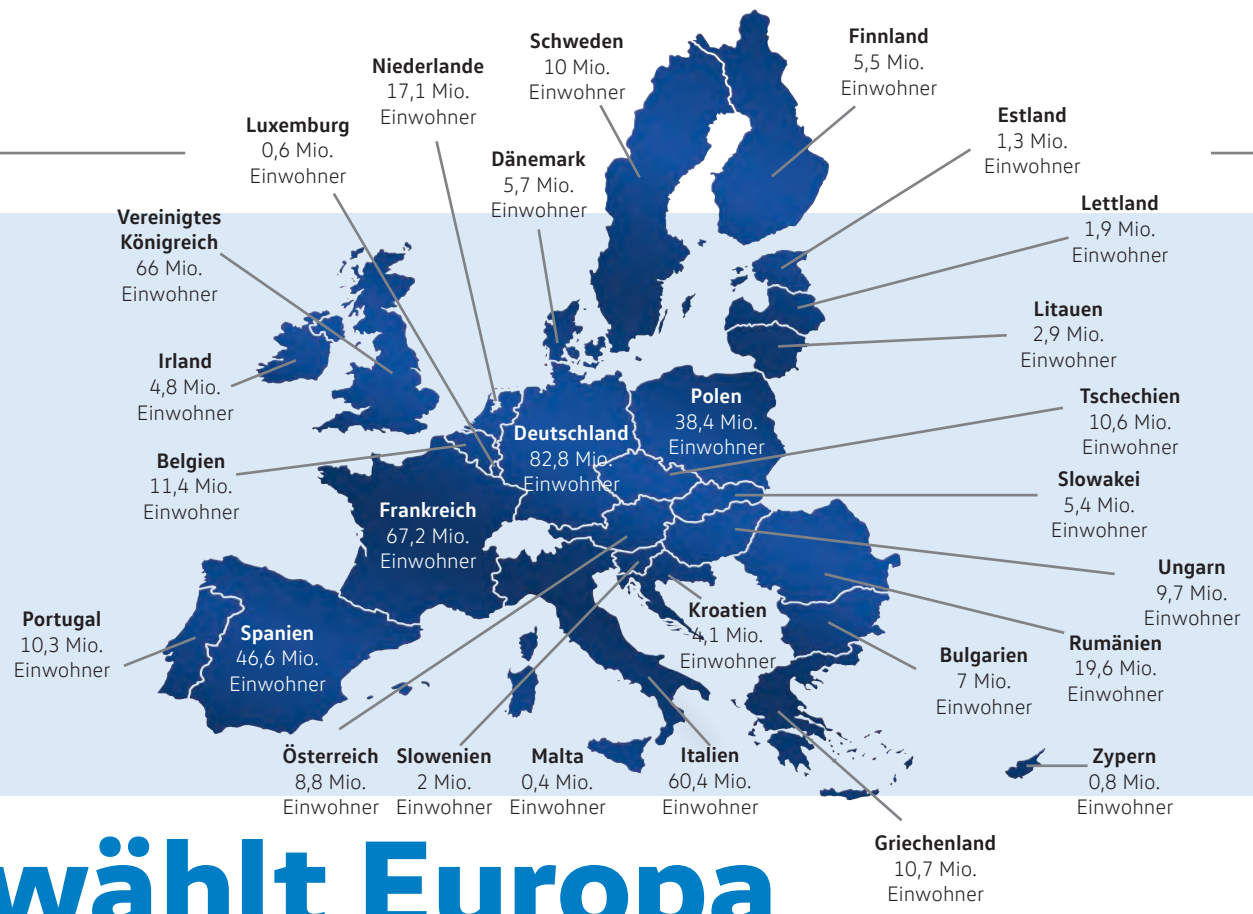 Schweden
10 Mio.
Einwohner
Finnland
5,5 Mio.
Einwohner
Niederlande
17,1 Mio.
Einwohner
Luxemburg
0,6 Mio.
Einwohner
Estland
1,3 Mio.
Einwohner
Dänemark
5,7 Mio.
Einwohner
Vereinigtes
Königreich
66 Mio.
Einwohner
Lettland
1,9 Mio.
Einwohner
Litauen
2,9 Mio.
Einwohner
Irland
4,8 Mio.
Einwohner
Polen
38,4 Mio.
Einwohner
Tschechien
10,6 Mio.
Einwohner
Deutschland
82,8 Mio.
Einwohner
Belgien
11,4 Mio.
Einwohner
Slowakei
5,4 Mio.
Einwohner
Frankreich
67,2 Mio.
Einwohner
Ungarn
9,7 Mio.
Einwohner
Portugal
10,3 Mio.
Einwohner
Spanien
46,6 Mio.
Einwohner
Kroatien
4,1 Mio.
Einwohner
Bulgarien
7 Mio.
Einwohner
Rumänien
19,6 Mio.
Einwohner
Österreich
8,8 Mio.
Einwohner
Slowenien
2 Mio.
Einwohner
Malta
0,4 Mio.
Einwohner
Italien
60,4 Mio.
Einwohner
Zypern
0,8 Mio.
Einwohner
Griechenland
10,7 Mio.
Einwohner
wählt Europa